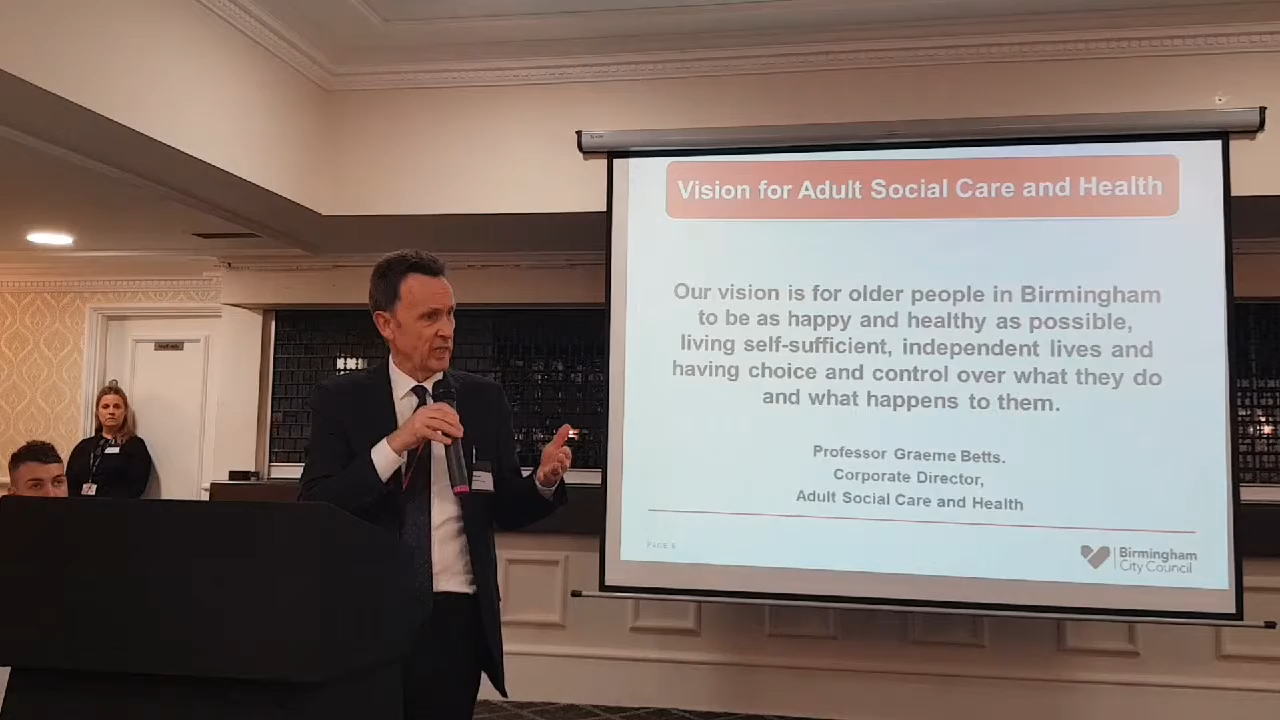 Vision for Adult Social Care and Health
Our vision is for older people in Birmingham
to be as happy and healthy as possible,
living self-sufficient, independent lives and
having choice and control over what they do
and what happens to them.
Professor Graeme Betts.
Corporate Director,
Adult Social Care and Health
Birmingham
City Council